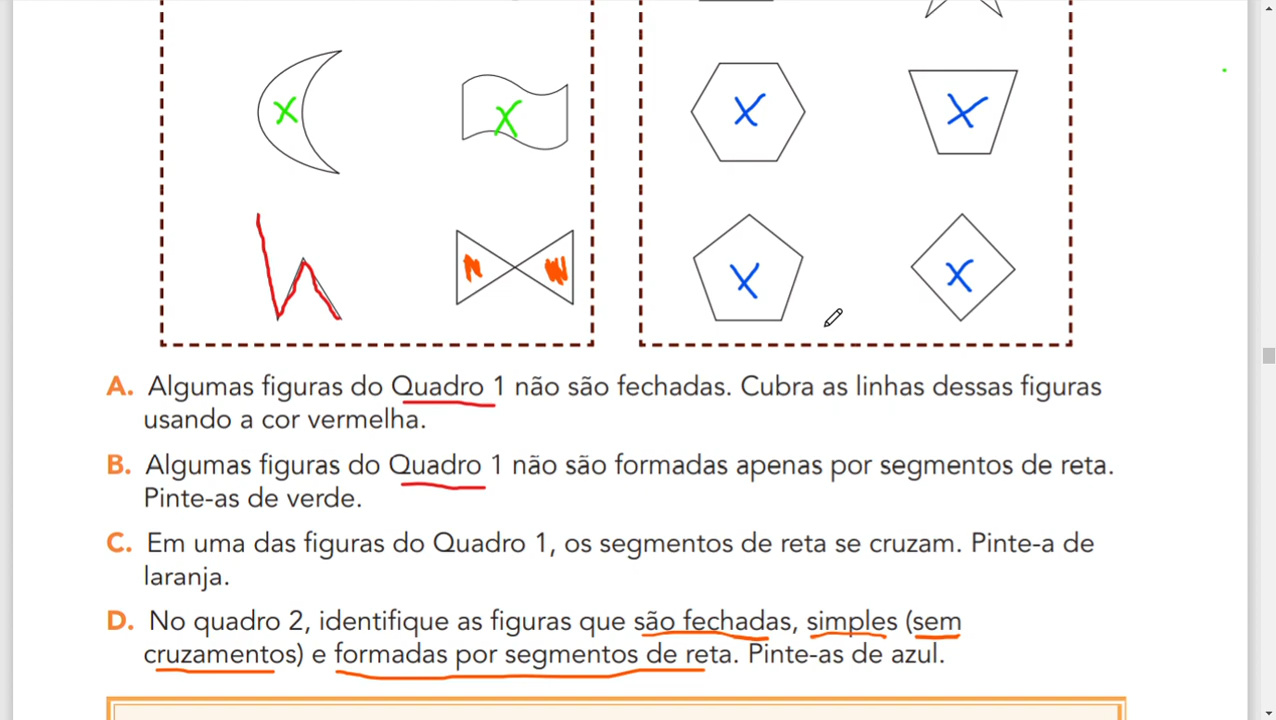 A. Algumas figuras do Quadro 1 não são fechadas. Cubra as linhas dessas figuras
usando a cor vermelha.
B. Algumas figuras do Quadro 1 não são formadas apenas por segmentos de reta.
Pinte-as de verde.
C. Em uma das figuras do Quadro 1, os segmentos de reta se cruzam. Pinte-a de
laranja.
D. No quadro 2, identifique as figuras que são fechadas, simples (sem
cruzamentos) e formadas por segmentos de reta. Pinte-as de azul.